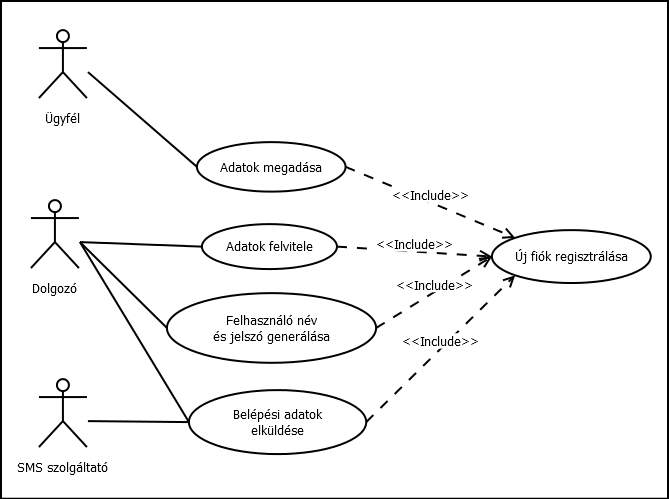 Ügyfél
Adatok megadása
<<Include>>
Dolgozó
Adatok felvitele
<<Include>>
Új fiók regisztrálása
Felhasználó név
és jelszó generálása
<<Include>>
<<Include>>
SMS szolgáltató
Belépési adatok
elküldése